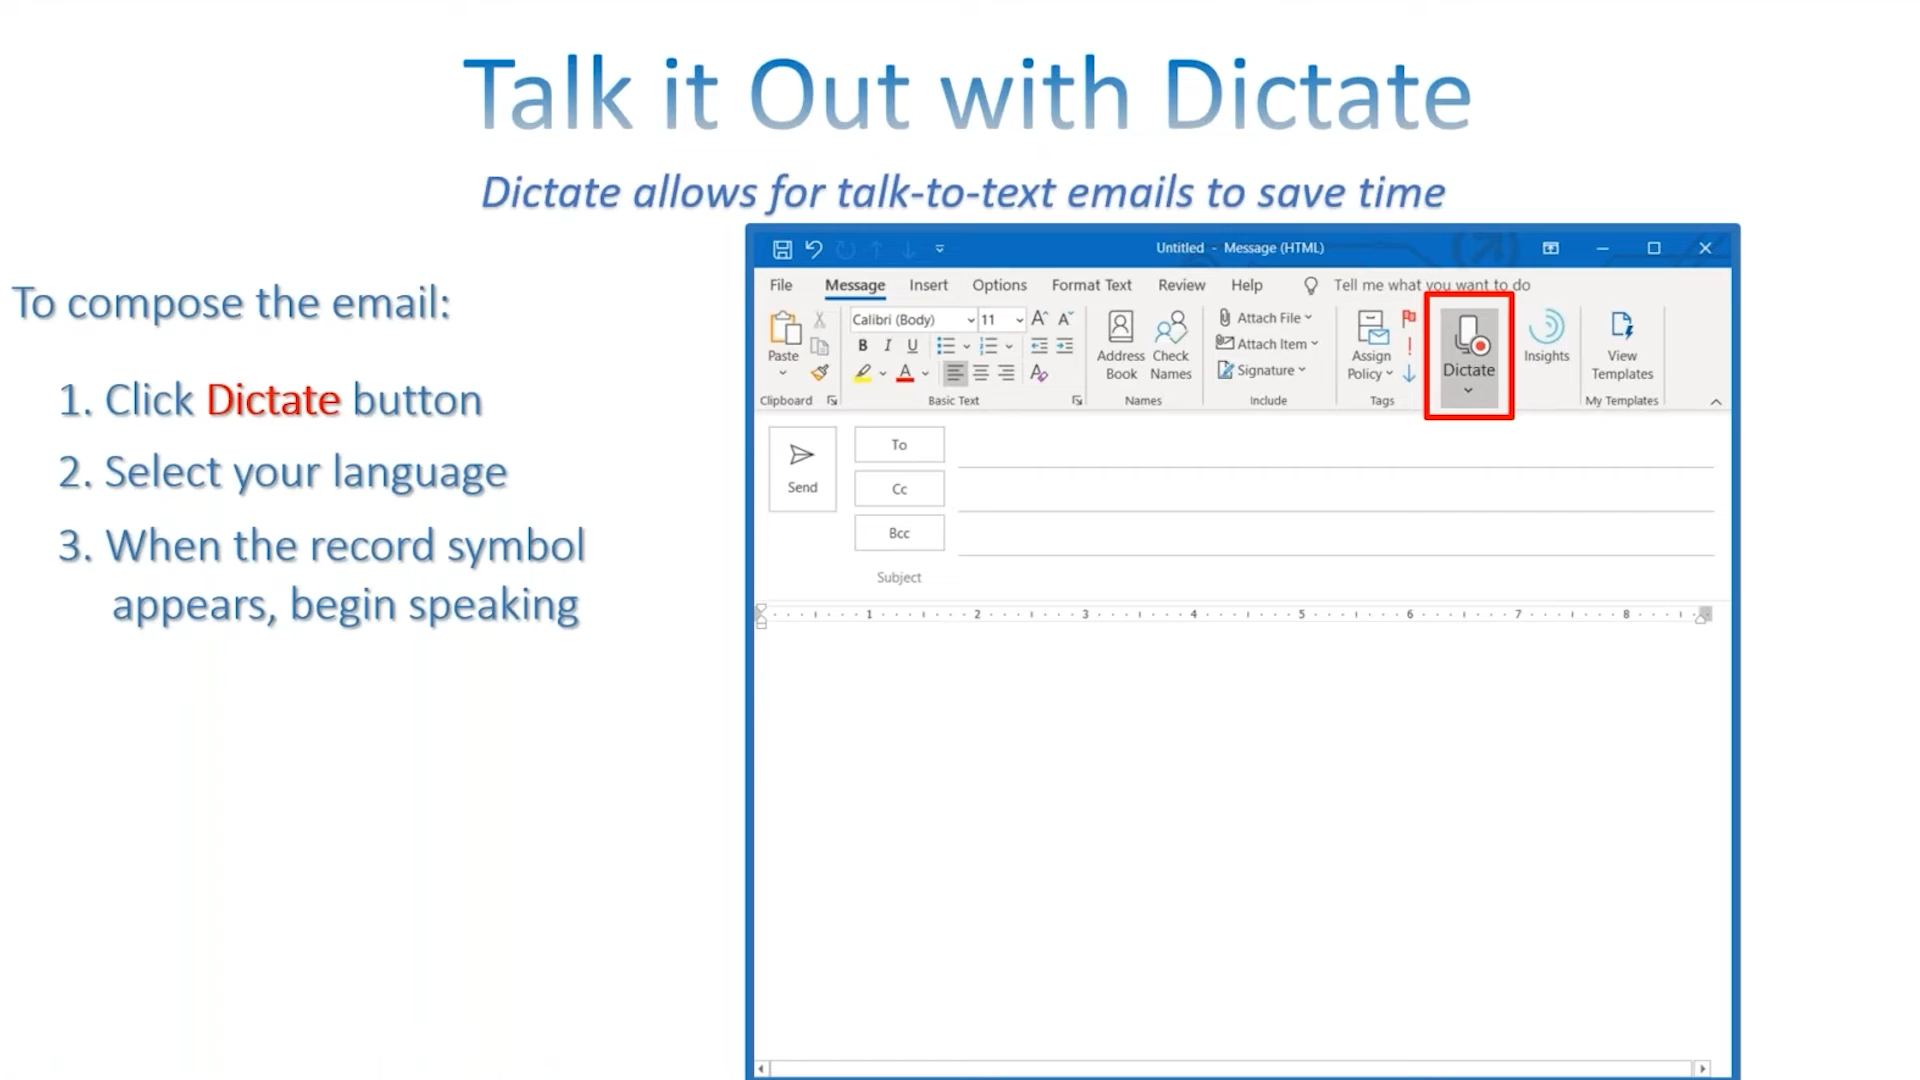 Talk it Out with Dictate
Dictate allows for talk-to-text emails to save time
To compose the email:
1. Click Dictate button
2. Select your language
3. When the record symbol
appears, begin speaking
Untitled - Message (HTML)
File Message Insert Options Format Text Review Help Tell me what you want to do
Paste
Clipboard
Calibri (Body) 11
B I U
Basic Text
Address Book
Check Names
Names
Attach File
Attach Item
Signature
Include
Assign Policy
Tags
Dictate
Insights
View Templates
My Templates
Send
To
Cc
Bcc
Subject
1 2 3 4 5 6 7 8